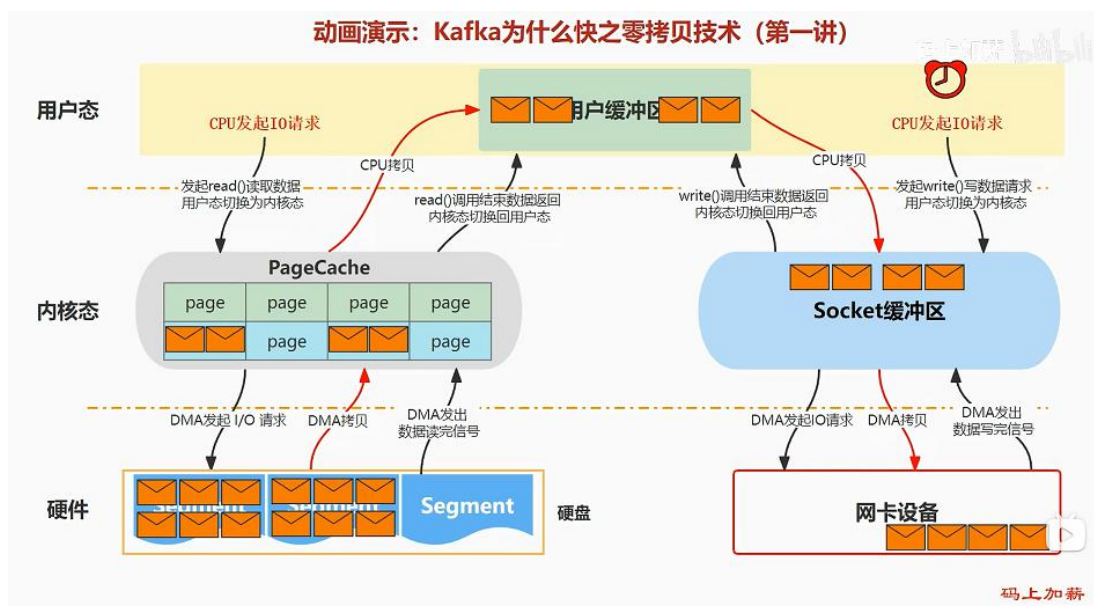 动画演示：Kafka为什么快之零拷贝技术（第一讲）
用户态
CPU发起IO请求
用户缓冲区
CPU发起IO请求
CPU拷贝
CPU拷贝
发起read()读取数据
用户态切换为内核态
read()调用结束数据返回
内核态切换回用户态
write()调用结束数据返回
内核态切换回用户态
发起write()写数据请求
用户态切换为内核态
内核态
PageCache
page
page
page
page
page
page
Socket缓冲区
DMA发起 I/O 请求
DMA拷贝
DMA发出
数据读完信号
DMA发起IO请求
DMA拷贝
DMA发出
数据写完信号
硬件
Segment
硬盘
网卡设备
码上加薪